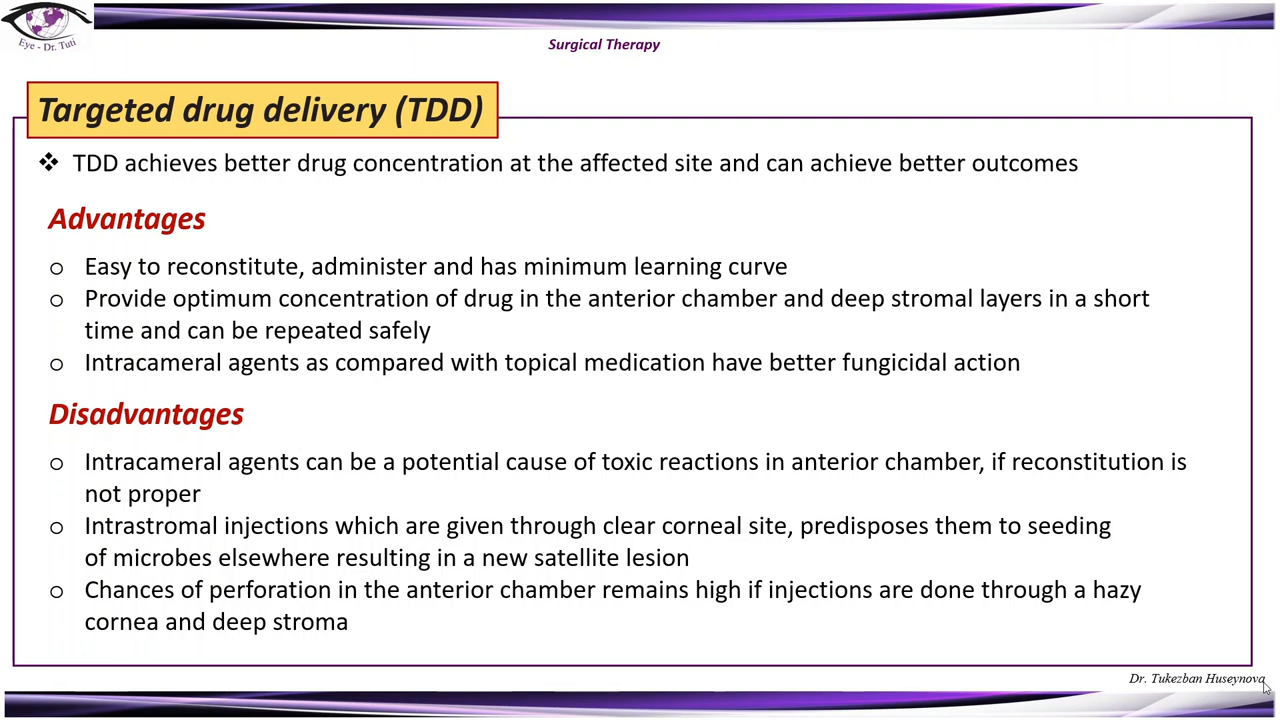 Eye - Dr. Tuti
Surgical Therapy
Targeted drug delivery (TDD)
❖ TDD achieves better drug concentration at the affected site and can achieve better outcomes
Advantages
o Easy to reconstitute, administer and has minimum learning curve
o Provide optimum concentration of drug in the anterior chamber and deep stromal layers in a short
time and can be repeated safely
o Intracameral agents as compared with topical medication have better fungicidal action
Disadvantages
o Intracameral agents can be a potential cause of toxic reactions in anterior chamber, if reconstitution is
not proper
o Intrastromal injections which are given through clear corneal site, predisposes them to seeding
of microbes elsewhere resulting in a new satellite lesion
o Chances of perforation in the anterior chamber remains high if injections are done through a hazy
cornea and deep stroma
Dr. Tukezban Huseynova